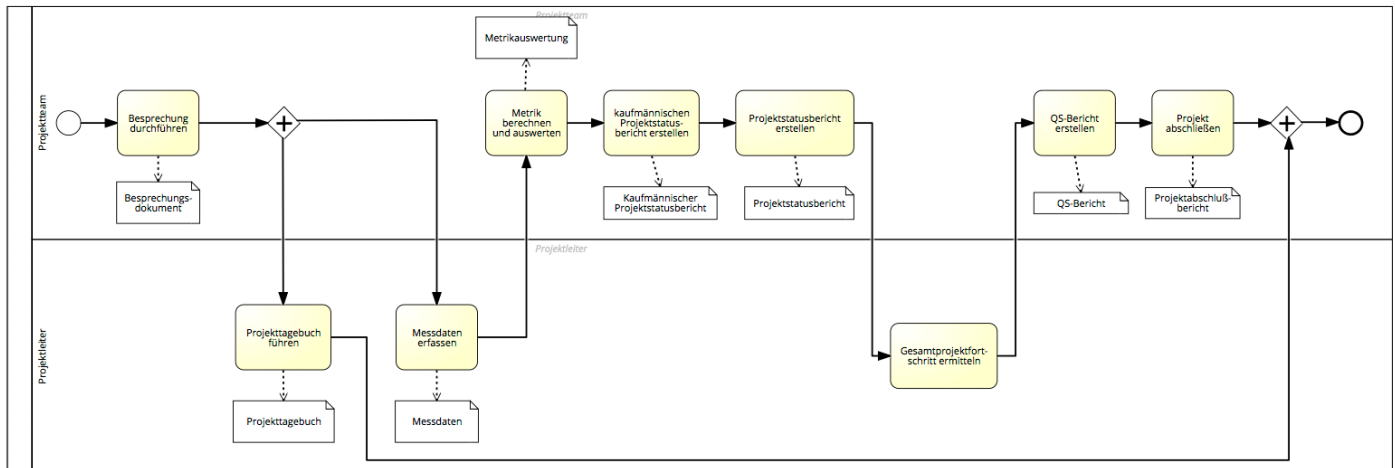 Projektteam
Projektteam
Metrikauswertung
Besprechung
durchführen
Metrik
berechnen
und auswerten
kaufmännischen
Projektstatus-
bericht erstellen
Projektstatusbericht
erstellen
QS-Bericht
erstellen
Projekt
abschließen
Besprechungs-
dokument
Kaufmännischer
Projektstatusbericht
Projektstatusbericht
QS-Bericht
Projektabschluß-
bericht
Projektleiter
Projektleiter
Projekttagebuch
führen
Messdaten
erfassen
Gesamtprojektfort-
schritt ermitteln
Projekttagebuch
Messdaten